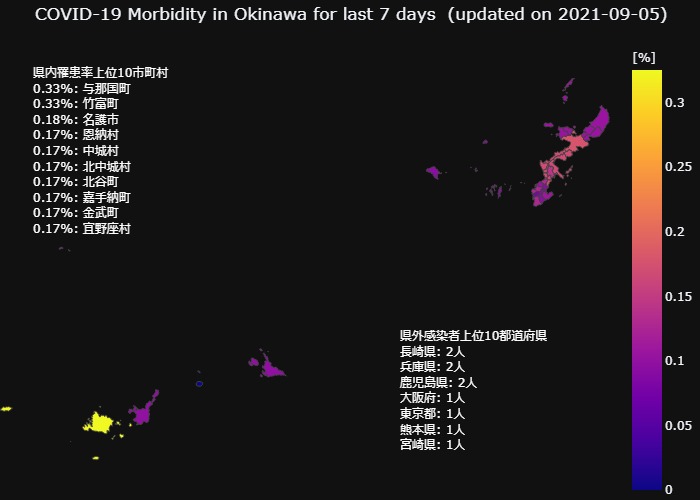 COVID-19 Morbidity in Okinawa for last 7 days (updated on 2021-09-05)
[%]
県内罹患率上位10市町村
0.33%: 与那国町
0.33%: 竹富町
0.18%: 名護市
0.17%: 恩納村
0.17%: 中城村
0.17%: 北中城村
0.17%: 北谷町
0.17%: 嘉手納町
0.17%: 金武町
0.17%: 宜野座村
0.3
0.25
0.2
0.15
0.1
0.05
0
県外感染者上位10都道府県
長崎県: 2人
兵庫県: 2人
鹿児島県: 2人
大阪府: 1人
東京都: 1人
熊本県: 1人
宮崎県: 1人